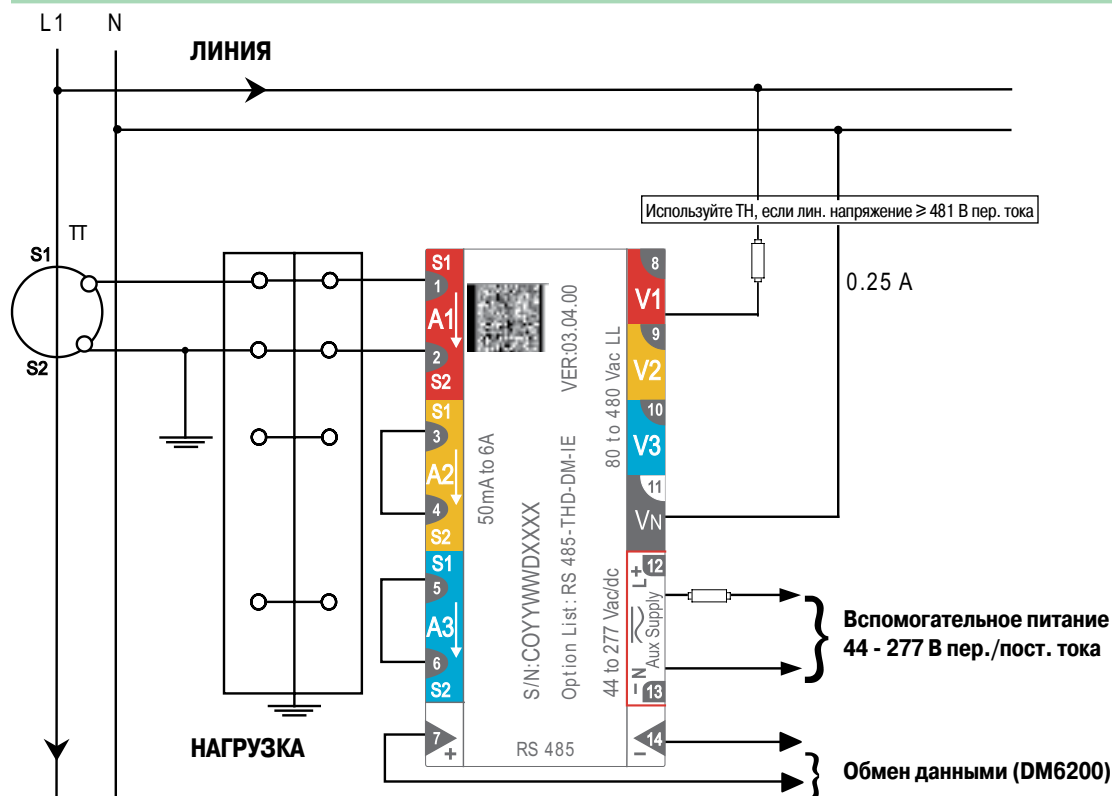 L1 N
ЛИНИЯ
Используйте ТН, если лин. напряжение ≥ 481 В пер. тока
0.25 A
ТТ
S1
S2
S1
1
A1
2
S2
S1
3
A2
4
S2
S1
5
A3
6
S2
7
+
50mA to 6A
S/N:COYYWWDXXXX
Option List: RS 485-THD-DM-IE
VER:03.04.00
80 to 480 Vac LL
44 to 277 Vac/dc
RS 485
8
V1
9
V2
10
V3
11
VN
12
L+
Aux Supply
– N
13
14
–
Вспомогательное питание
44 - 277 В пер./пост. тока
НАГРУЗКА
Обмен данными (DM6200)